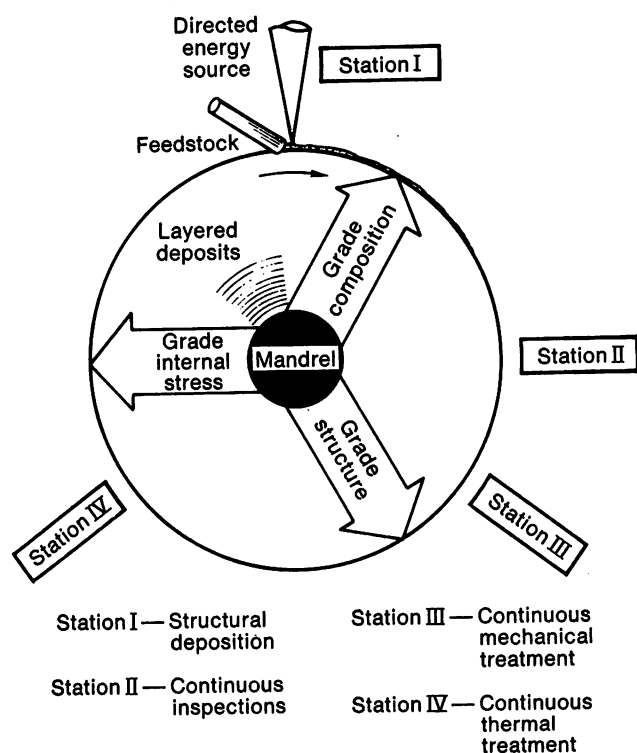 Directed
energy
source
Station I
Feedstock
Layered
deposits
Grade
composition
Grade
internal
stress
Mandrel
Station II
Grade
structure
Station IV
Station III
Station I — Structural
deposition
Station II — Continuous
inspections
Station III — Continuous
mechanical
treatment
Station IV — Continuous
thermal
treatment